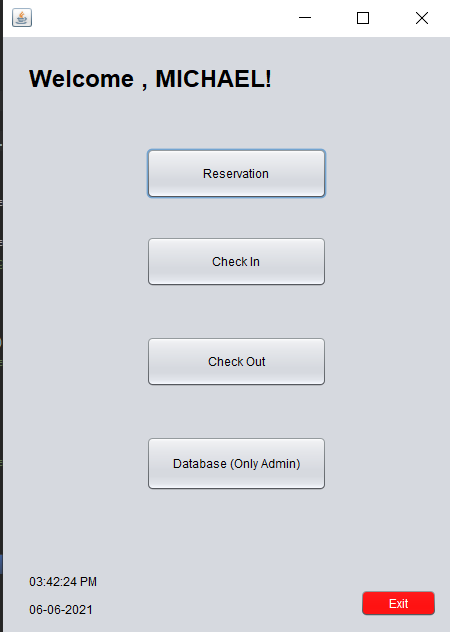 Welcome , MICHAEL!
Reservation
Check In
Check Out
Database (Only Admin)
03:42:24 PM
06-06-2021
Exit